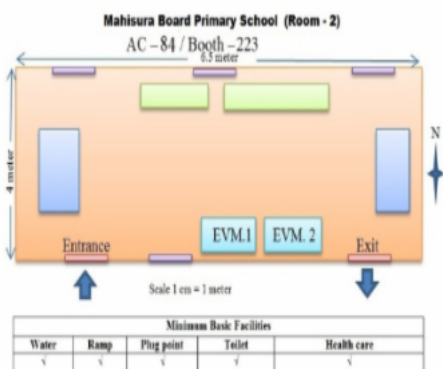 Mahisura Board Primary School (Room - 2)
AC – 84 / Booth – 223
6.5 meter
4 meter
N
EVM.1 EVM. 2
Entrance Exit
Scale 1 cm = 1 meter
Minimum Basic Facilities
Water Ramp Plug point Toilet Health care
√ √ √ √ √